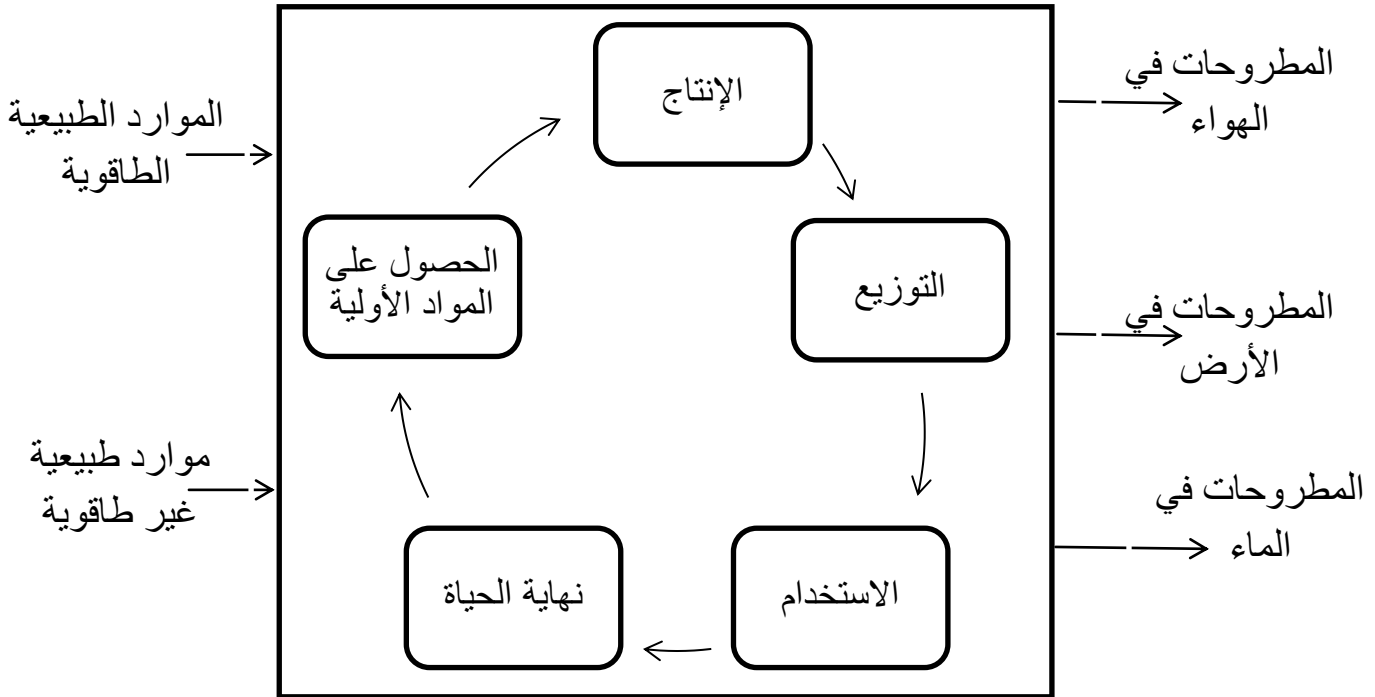 الإنتاج
المطروحات في
الهواء
الموارد الطبيعية
الطاقوية
الحصول على
المواد الأولية
التوزيع
المطروحات في
الأرض
موارد طبيعية
غير طاقوية
نهاية الحياة
الاستخدام
المطروحات في
الماء